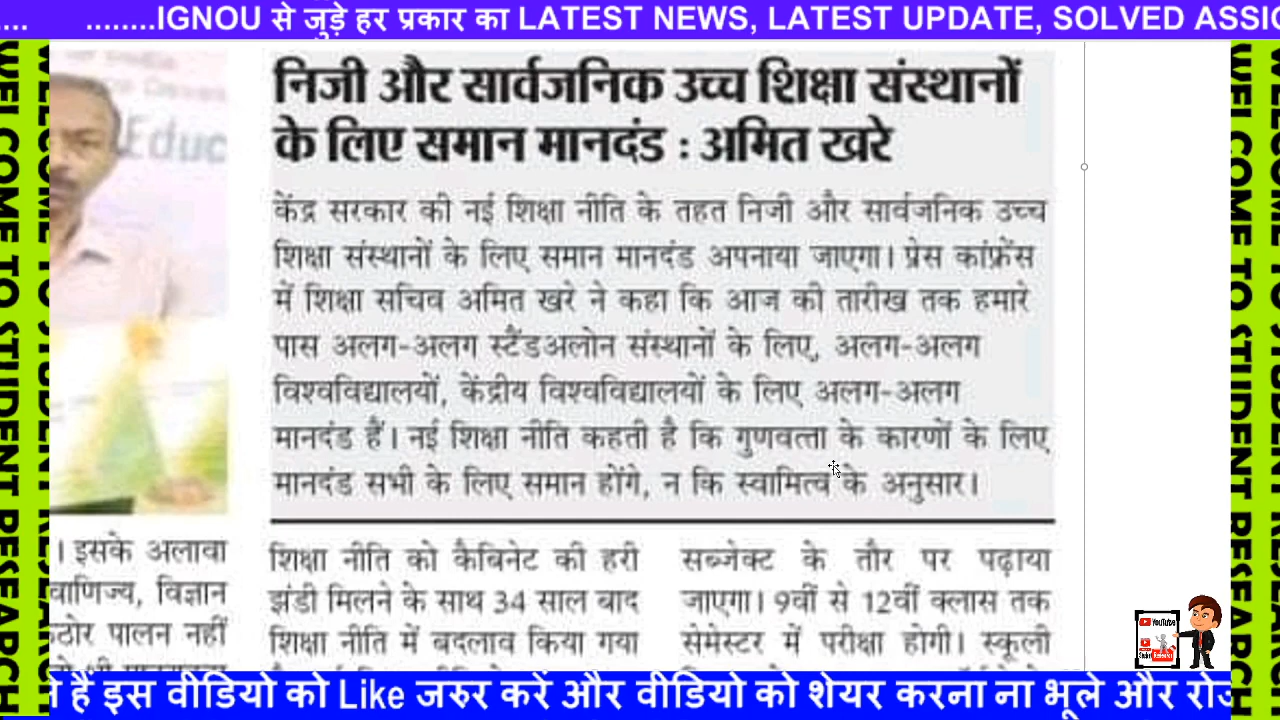 ........IGNOU से जुड़े हर प्रकार का LATEST NEWS, LATEST UPDATE, SOLVED
Educ
निजी और सार्वजनिक उच्च शिक्षा संस्थानों
के लिए समान मानदंड : अमित खरे
केंद्र सरकार की नई शिक्षा नीति के तहत निजी और सार्वजनिक उच्च
शिक्षा संस्थानों के लिए समान मानदंड अपनाया जाएगा। प्रेस कांफ्रेंस
में शिक्षा सचिव अमित खरे ने कहा कि आज की तारीख तक हमारे
पास अलग-अलग स्टैंडअलोन संस्थानों के लिए, अलग-अलग
विश्वविद्यालयों, केंद्रीय विश्वविद्यालयों के लिए अलग-अलग
मानदंड हैं। नई शिक्षा नीति कहती है कि गुणवत्ता के कारणों के लिए
मानदंड सभी के लिए समान होंगे, न कि स्वामित्व के अनुसार।
। इसके अलावा
वाणिज्य, विज्ञान
पालन नहीं
शिक्षा नीति को कैबिनेट की हरी
झंडी मिलने के साथ 34 साल बाद
शिक्षा नीति में बदलाव किया गया
सब्जेक्ट के तौर पर पढ़ाया
जाएगा। 9वीं से 12वीं क्लास तक
सेमेस्टर में परीक्षा होगी। स्कूली
WELCOME TO STUDENT RESEARCH
WELCOME TO STUDENT RESEARCH
YouTube
हैं इस वीडियो को Like जरुर करें और वीडियो को शेयर करना ना भूले और